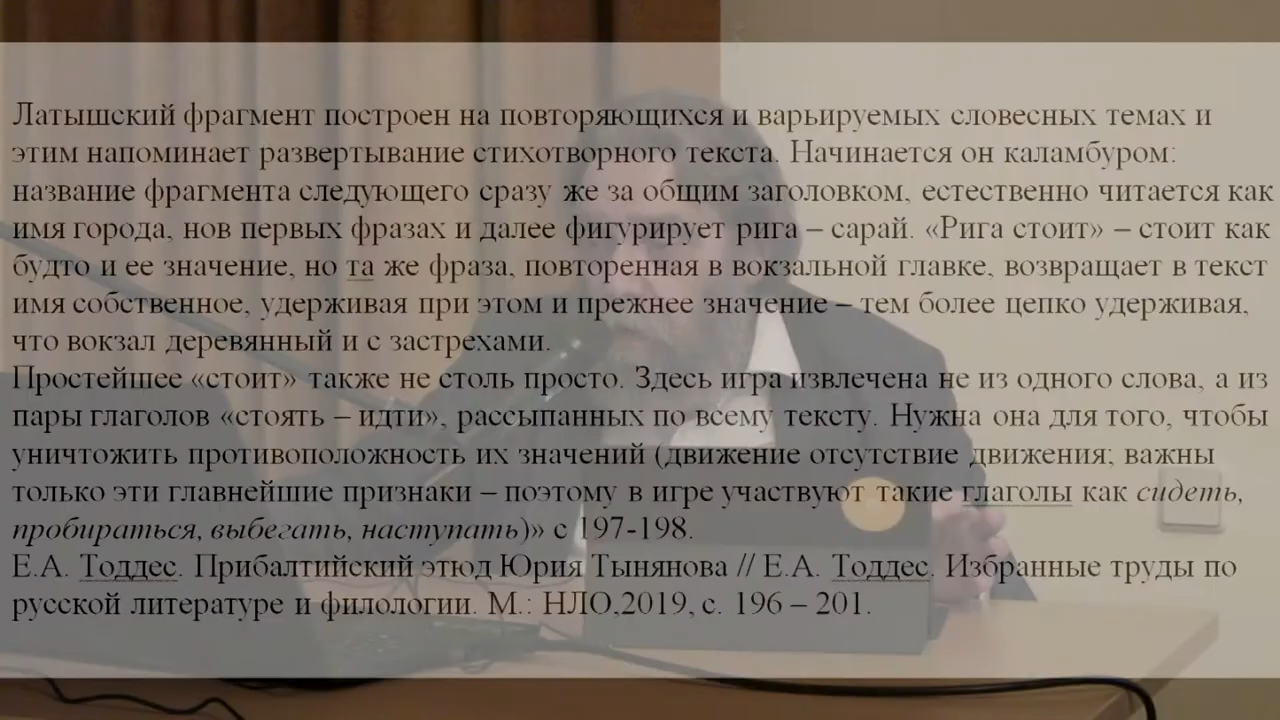 Латышский фрагмент построен на повторяющихся и варьируемых словесных темах и
этим напоминает развертывание стихотворного текста. Начинается он каламбуром:
название фрагмента следующего сразу же за общим заголовком, естественно читается как
имя города, нов первых фразах и далее фигурирует рига – сарай. «Рига стоит» – стоит как
будто и ее значение, но та же фраза, повторенная в вокзальной главке, возвращает в текст
имя собственное, удерживая при этом и прежнее значение – тем более цепко удерживая,
что вокзал деревянный и с застрехами.
Простейшее «стоит» также не столь просто. Здесь игра извлечена не из одного слова, а из
пары глаголов «стоять – идти», рассыпанных по всему тексту. Нужна она для того, чтобы
уничтожить противоположность их значений (движение отсутствие движения; важны
только эти главнейшие признаки – поэтому в игре участвуют такие глаголы как сидеть,
пробираться, выбегать, наступать)» с 197-198.
Е.А. Тоддес. Прибалтийский этюд Юрия Тынянова // Е.А. Тоддес. Избранные труды по
русской литературе и филологии. М.: НЛО,2019, с. 196 – 201.